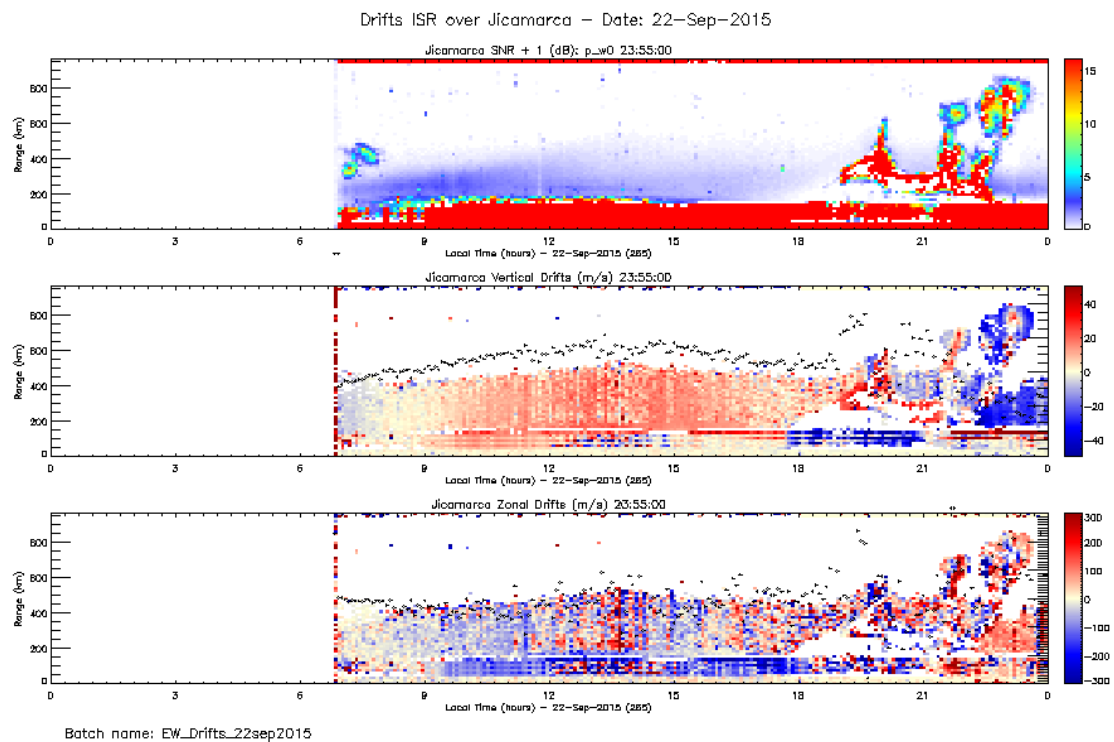 Drifts ISR over Jicamarca - Date: 22-Sep-2015
Jicamarca SNR + 1 (dB): p_w0 23:55:00
Range (km)
800
600
400
200
0
0 3 6 9 12 15 18 21 0
Local Time (hours) - 22-Sep-2015 (265)
15
10
5
0
Jicamarca Vertical Drifts (m/s) 23:55:00
Range (km)
800
600
400
200
0
0 3 6 9 12 15 18 21 0
Local Time (hours) - 22-Sep-2015 (265)
40
20
0
-20
-40
Jicamarca Zonal Drifts (m/s) 23:55:00
Range (km)
800
600
400
200
0
0 3 6 9 12 15 18 21 0
Local Time (hours) - 22-Sep-2015 (265)
300
200
100
0
-100
-200
-300
Batch name: EW_Drifts_22sep2015